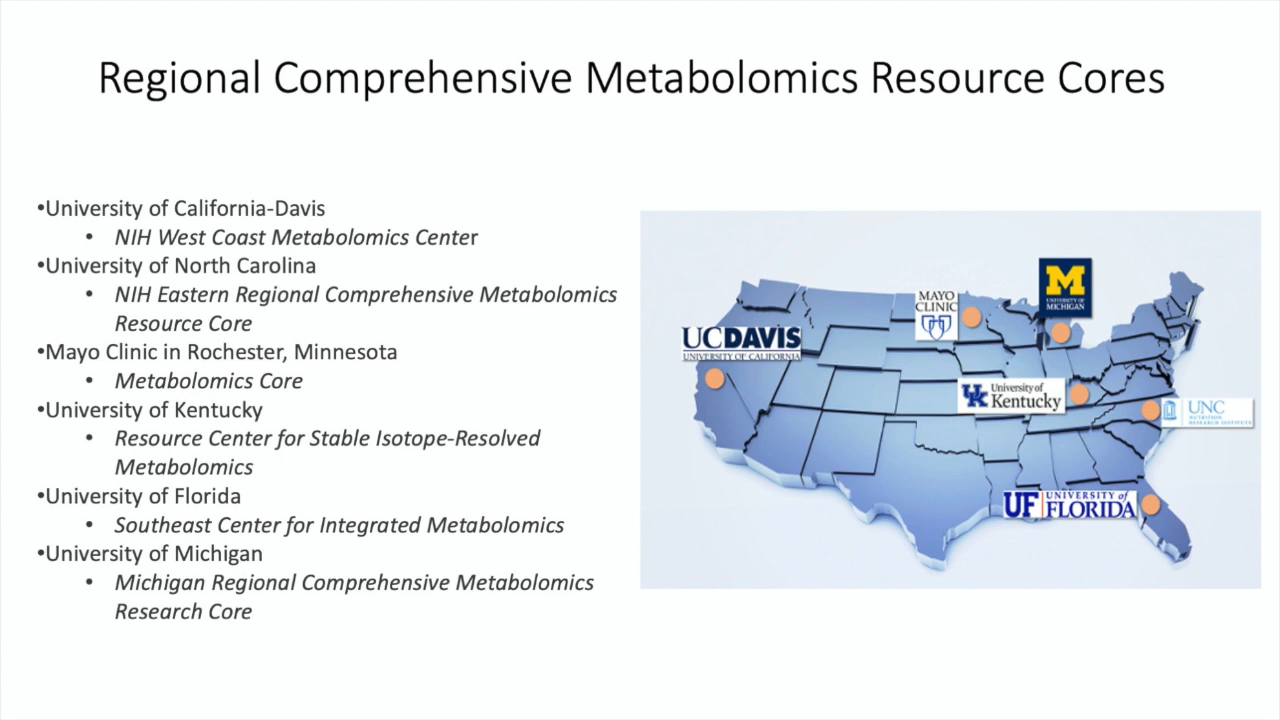 Regional Comprehensive Metabolomics Resource Cores
•University of California-Davis
• NIH West Coast Metabolomics Center
•University of North Carolina
• NIH Eastern Regional Comprehensive Metabolomics
Resource Core
•Mayo Clinic in Rochester, Minnesota
• Metabolomics Core
•University of Kentucky
• Resource Center for Stable Isotope-Resolved
Metabolomics
•University of Florida
• Southeast Center for Integrated Metabolomics
•University of Michigan
• Michigan Regional Comprehensive Metabolomics
Research Core
M
UNIVERSITY OF
MICHIGAN
MAYO
CLINIC
UCDAVIS
UNIVERSITY OF CALIFORNIA
UK
University of
Kentucky
UNC
NUTRITION
RESEARCH INSTITUTE
UF
UNIVERSITY of
FLORIDA